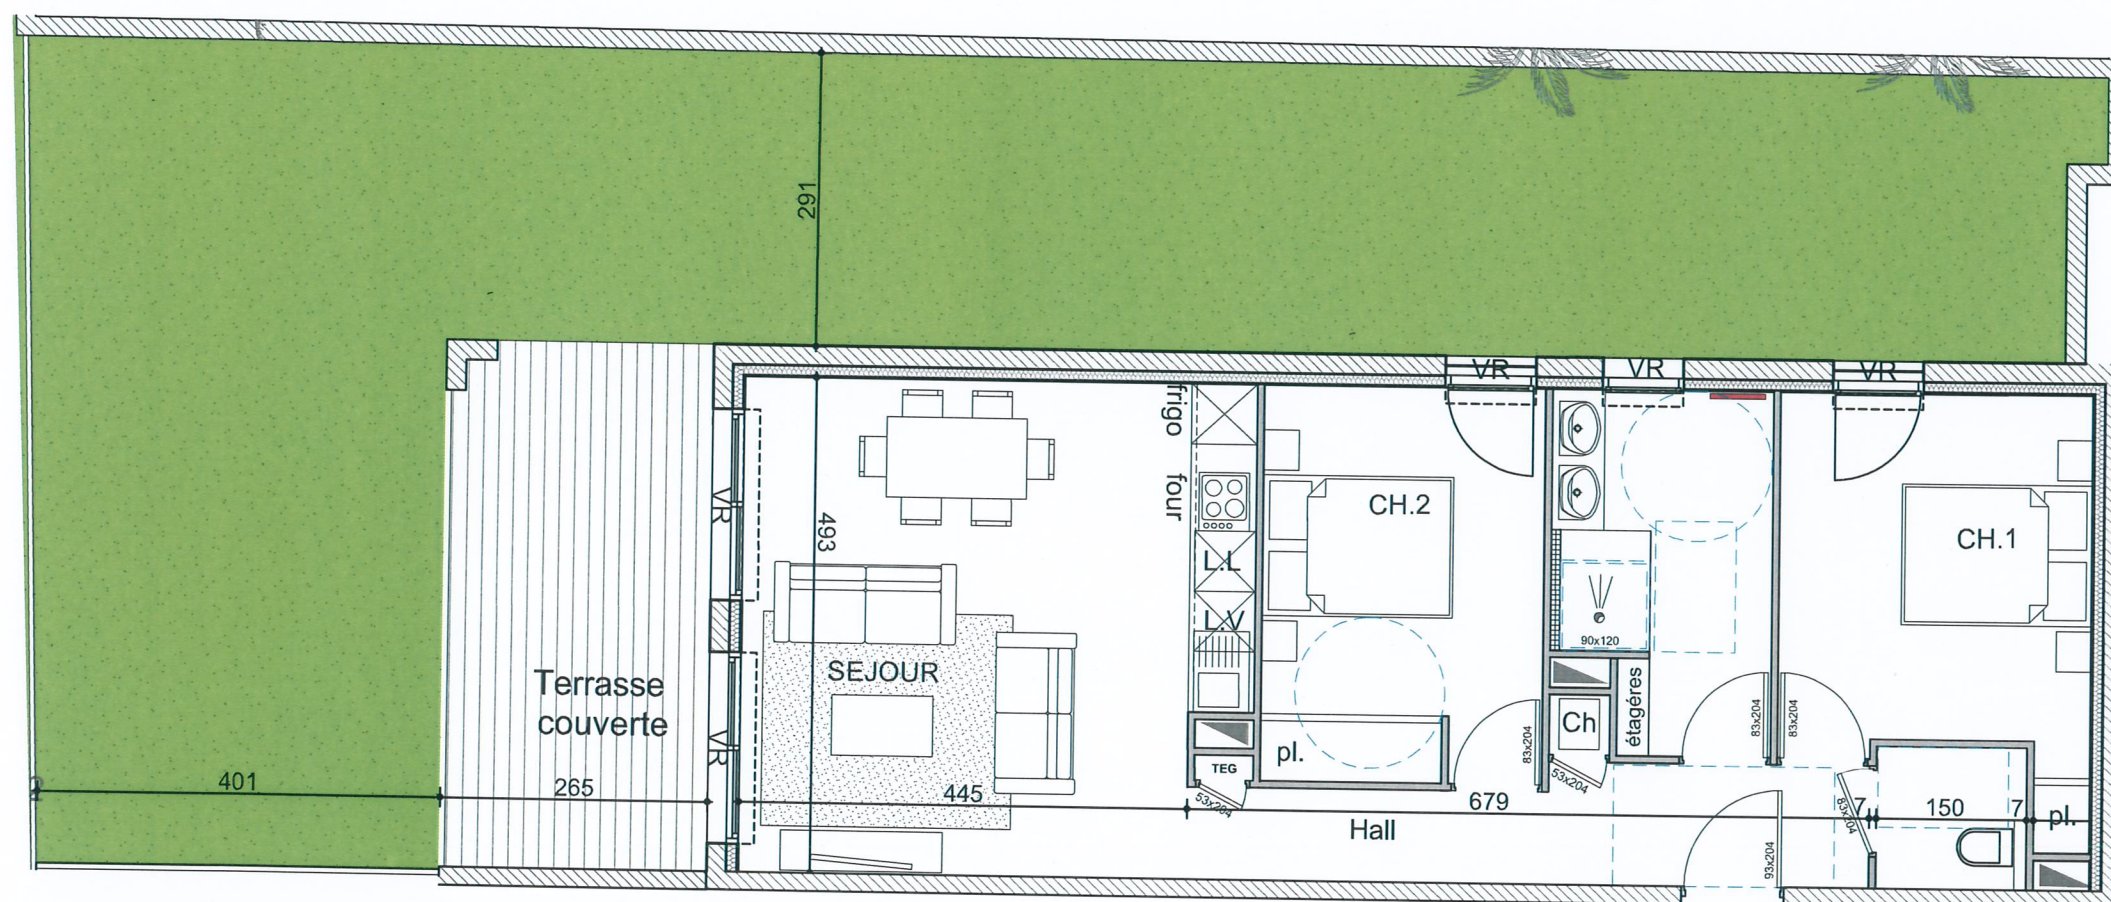 291
VR
VR
VR
frigo
four
VR
493
CH.2
CH.1
L.L
L.V
90x120
SEJOUR
Terrasse
couverte
étagéres
Ch
83x204
83x204
83x204
pl.
VR
TEG
53x204
53x204
401
265
445
679
7
150
7
pl.
83x204
Hall
93x204